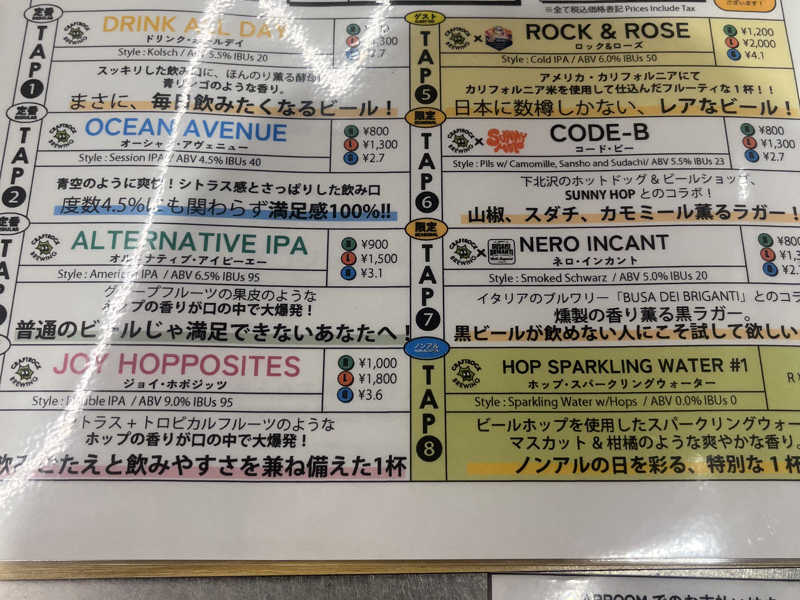 ※全て税込価格表記 Prices Include Tax
定番
TAP
1
CRAFTROCK BREWING
DRINK ALL DAY
ドリンク・オールデイ
Style : Kolsch / ABV 5.5% IBUs 20
1,300
スッキリした飲み口に、ほんのり薫る酵母
青リンゴのような香り。
まさに、毎日飲みたくなるビール！
定番
TAP
2
CRAFTROCK BREWING
OCEAN AVENUE
オーシャン・アヴェニュー
Style : Session IPA / ABV 4.5% IBUs 40
¥800
¥1,300
¥2.7
青空のように爽快！シトラス感とさっぱりした飲み口
度数4.5%にも関わらず満足感100%!!
定番
TAP
CRAFTROCK BREWING
ALTERNATIVE IPA
オルタナティブ・アイピーエー
Style : American IPA / ABV 6.5% IBUs 95
¥900
¥1,500
¥3.1
グレープフルーツの果皮のような
ホップの香りが口の中で大爆発！
普通のビールじゃ満足できないあなたへ！
CRAFTROCK BREWING
JOY HOPPOSITES
ジョイ・ホポジッツ
Style : Double IPA / ABV 9.0% IBUs 95
¥1,000
¥1,800
¥3.6
シトラス + トロピカルフルーツのような
ホップの香りが口の中で大爆発！
飲みごたえと飲みやすさを兼ね備えた1杯
ゲスト
TAP
5
CRAFTROCK BREWING
×
ROCK & ROSE
ロック&ローズ
Style : Cold IPA / ABV 6.0% IBUs 50
¥1,200
¥2,000
¥4.1
アメリカ・カリフォルニアにて
カリフォルニア米を使用して仕込んだフルーティな1杯！！
日本に数樽しかない、レアなビール！
限定
TAP
6
CRAFTROCK BREWING
×
SUNNY HOP
CODE-B
コード・ビー
Style : Pils w/ Camomille, Sansho and Sudachi/ ABV 5.5% IBUs 23
¥800
¥1,300
¥2.7
下北沢のホットドッグ & ビールショップ、
SUNNY HOP とのコラボ！
山椒、スダチ、カモミール薫るラガー！
限定
TAP
7
CRAFTROCK BREWING
×
NERO INCANT
ネロ・インカント
Style : Smoked Schwarz / ABV 5.0% IBUs 20
¥800
イタリアのブルワリー「BUSA DEI BRIGANTI」とのコラ
燻製の香り薫る黒ラガー。
黒ビールが飲めない人にこそ試して欲しい
ノンアル
TAP
8
CRAFTROCK BREWING
HOP SPARKLING WATER #1
ホップ・スパークリングウォーター
Style : Sparkling Water w/Hops / ABV 0.0% IBUs 0
ビールホップを使用したスパークリングウォー
マスカット & 柑橘のような爽やかな香り。
ノンアルの日を彩る、特別な1杯